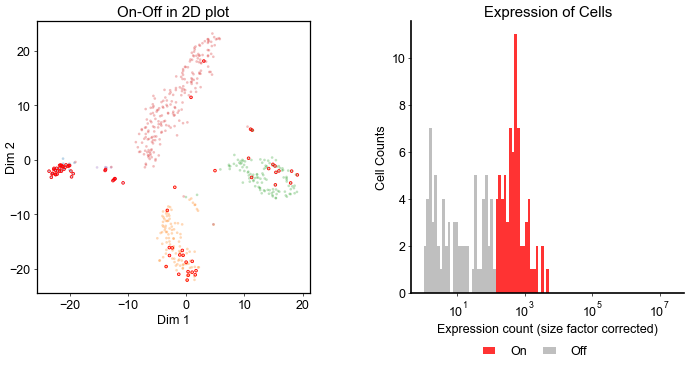 On-Off in 2D plot
20
10
0
−10
−20
−20 −10 0 10 20
Dim 2
Dim 1
Expression of Cells
10
8
6
4
2
0
10^1 10^3 10^5 10^7
Cell Counts
Expression count (size factor corrected)
On Off